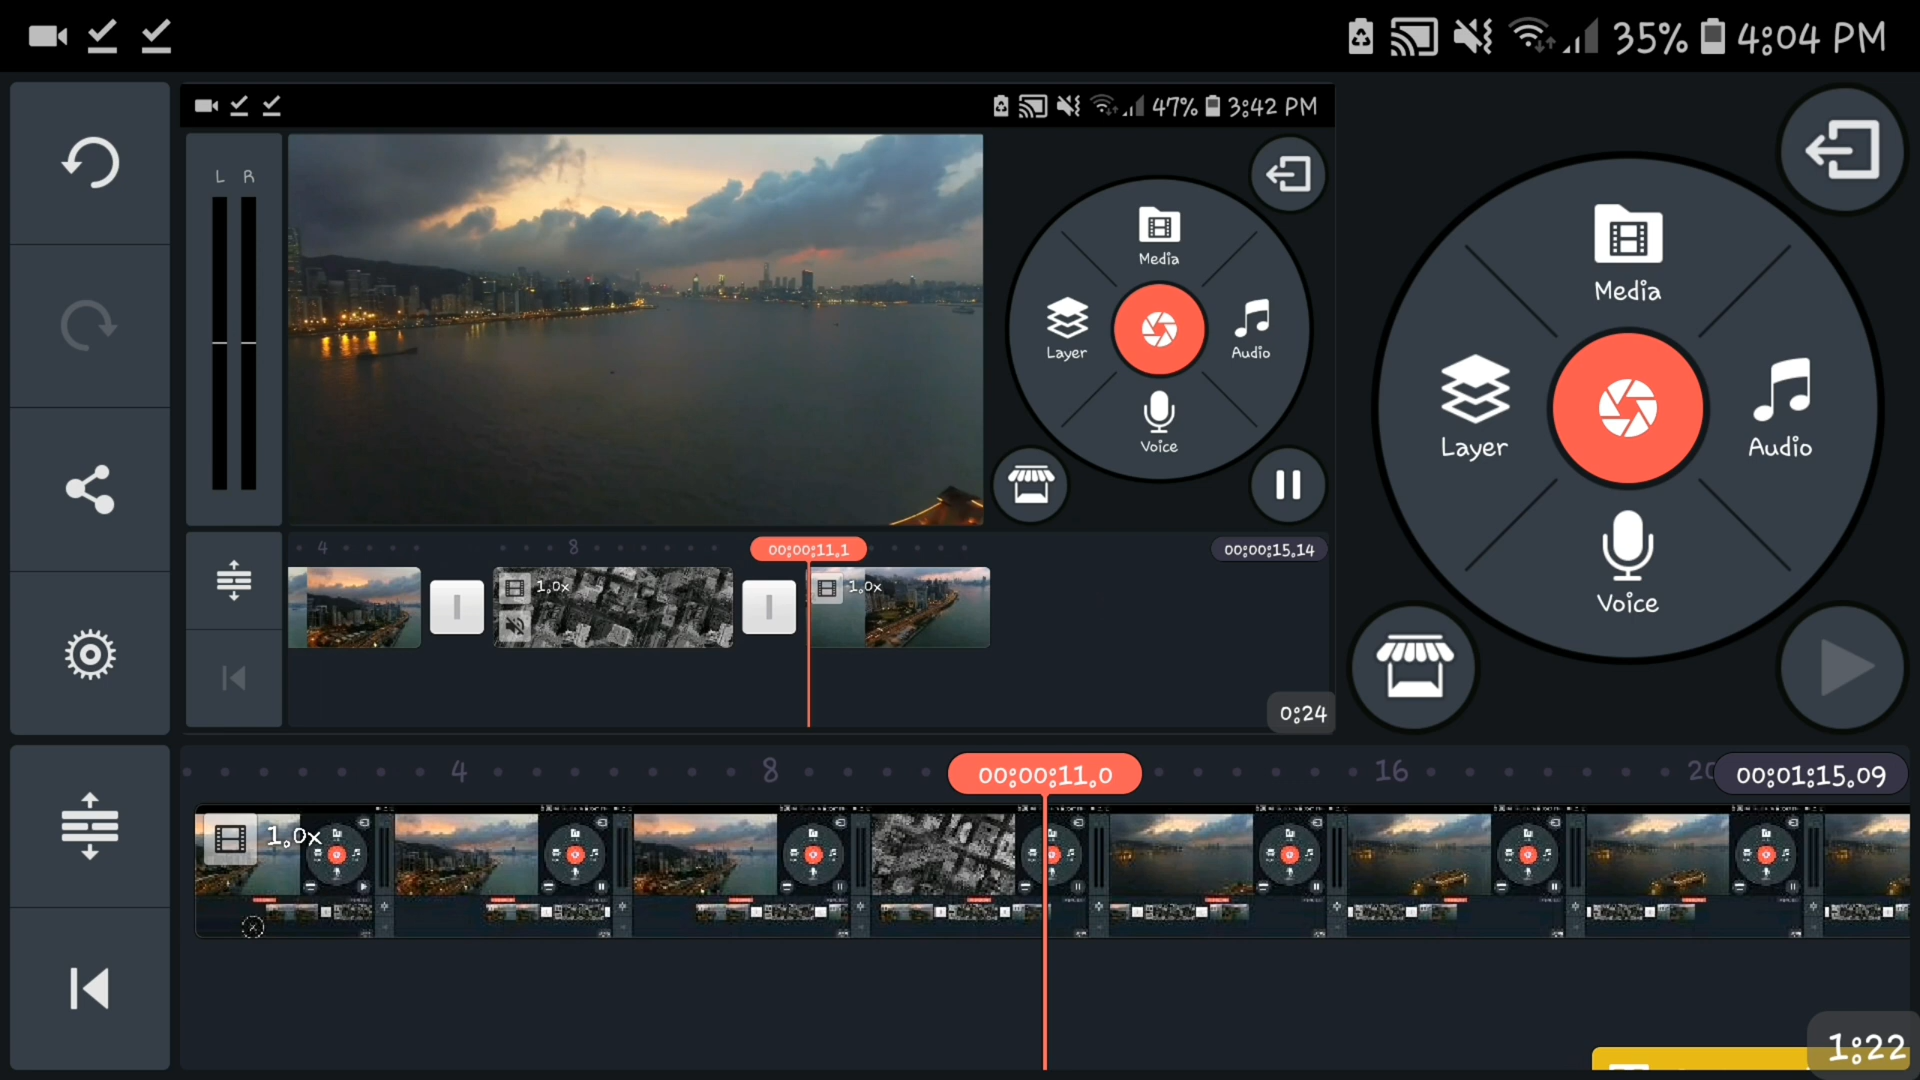 35% 4:04 PM
47% 3:42 PM
L R
Media
Layer
Audio
Voice
4 8 00:00:11.1 00:00:15.14
1.0x 1.0x
0:24
Media
Layer
Audio
Voice
4 8 00:00:11.0 16 20 00:01:15.09
1.0x
1:22